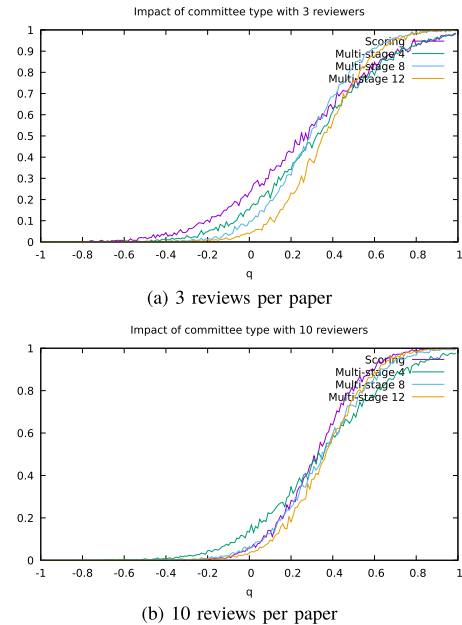 Impact of committee type with 3 reviewers
1
0.9
0.8
0.7
0.6
0.5
0.4
0.3
0.2
0.1
0
Scoring
Multi-stage 4
Multi-stage 8
Multi-stage 12
-1 -0.8 -0.6 -0.4 -0.2 0 0.2 0.4 0.6 0.8 1
q
(a) 3 reviews per paper
Impact of committee type with 10 reviewers
1
0.8
0.6
0.4
0.2
0
Scoring
Multi-stage 4
Multi-stage 8
Multi-stage 12
-1 -0.8 -0.6 -0.4 -0.2 0 0.2 0.4 0.6 0.8 1
q
(b) 10 reviews per paper